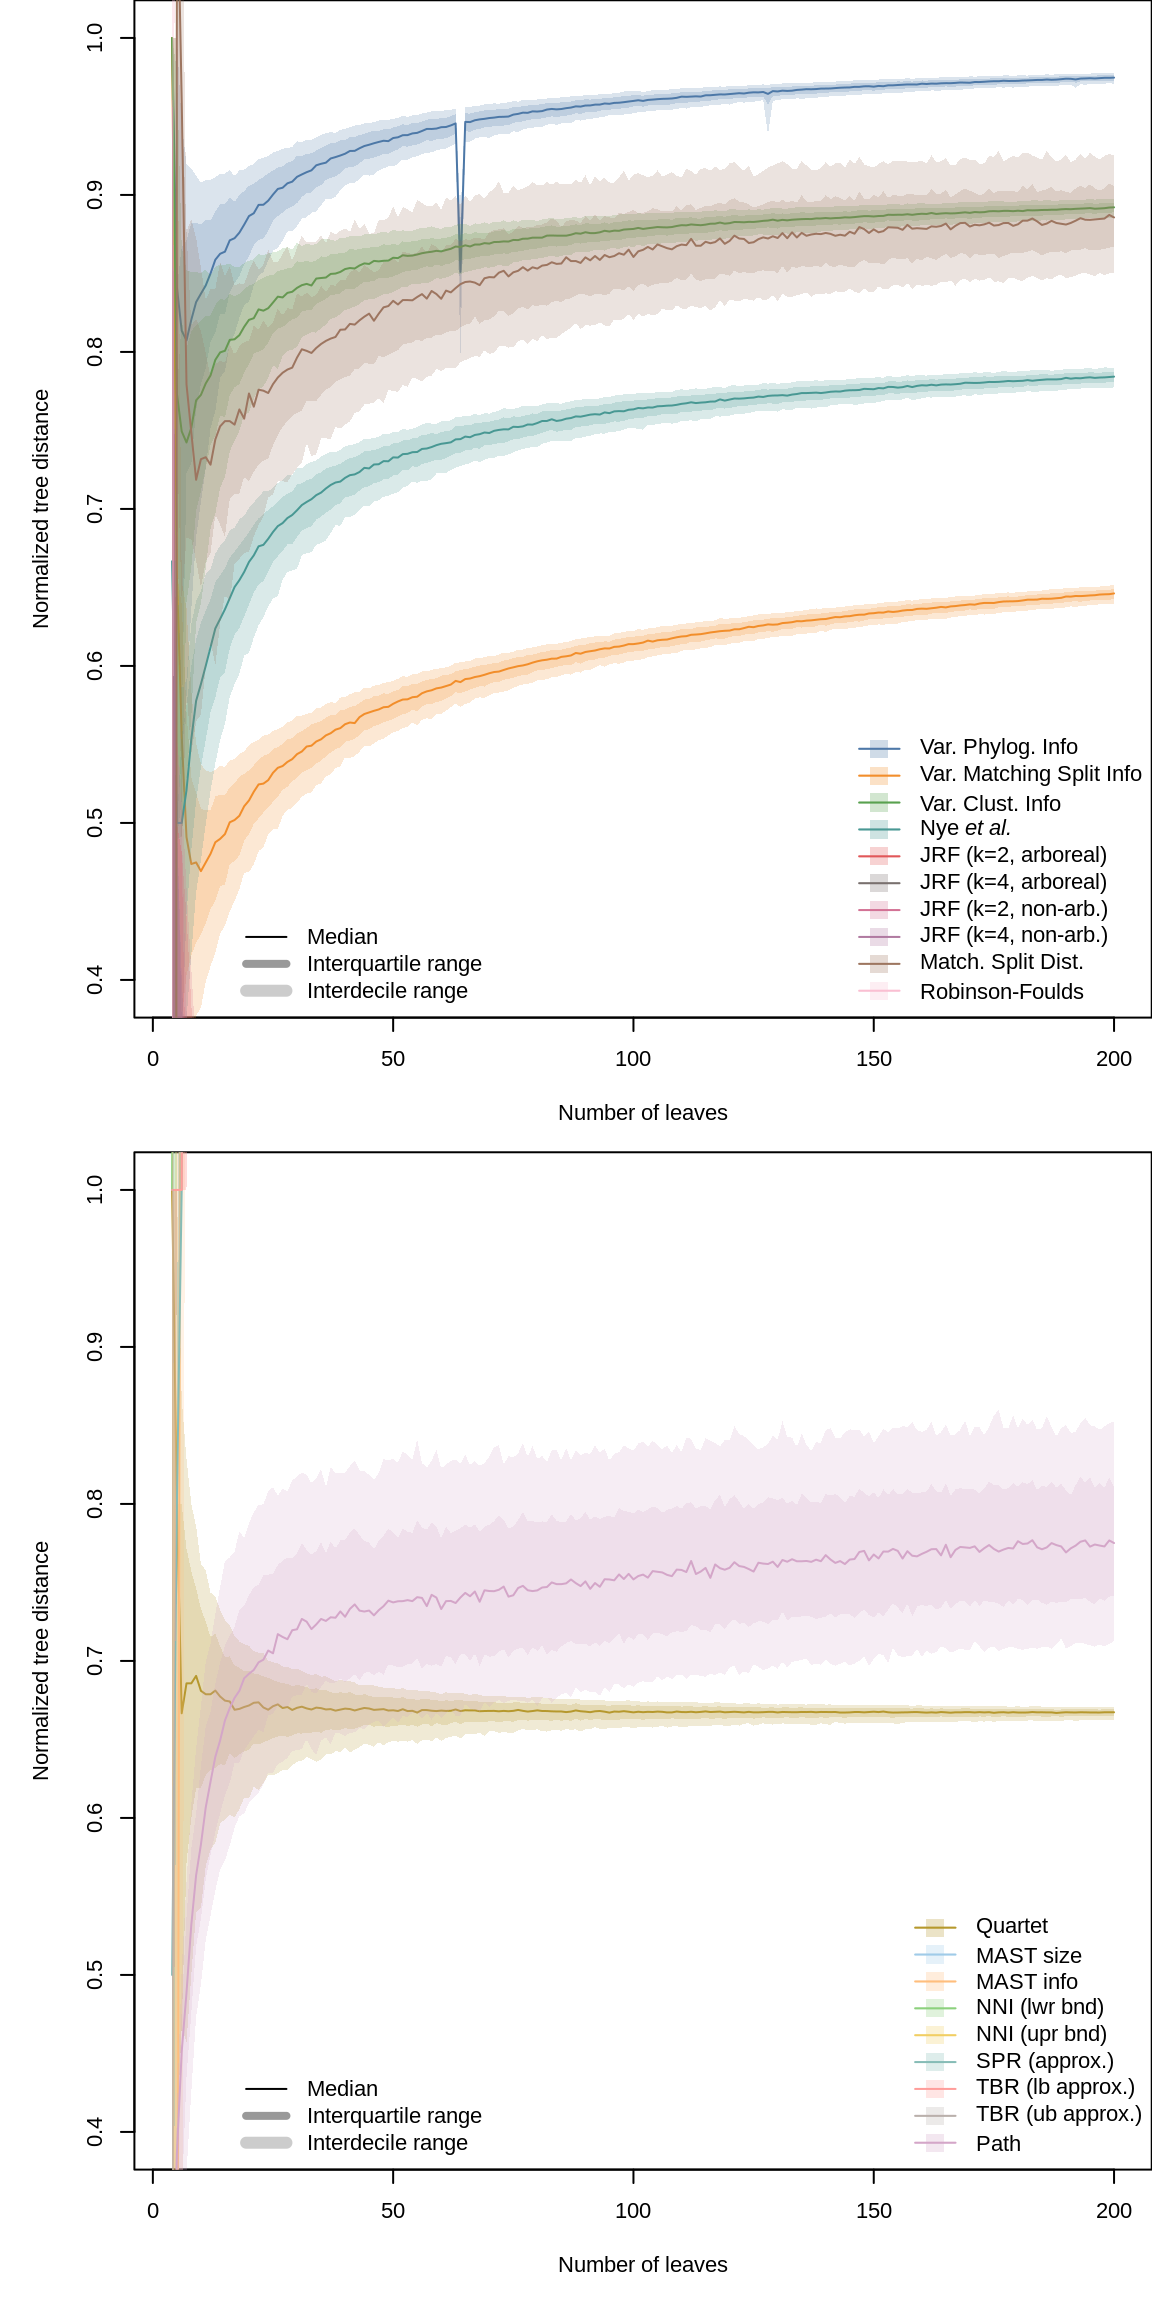 1.0
0.9
0.8
0.7
0.6
0.5
0.4
Normalized tree distance
Var. Phylog. Info
Var. Matching Split Info
Var. Clust. Info
Nye et al.
JRF (k=2, arboreal)
JRF (k=4, arboreal)
JRF (k=2, non-arb.)
JRF (k=4, non-arb.)
Match. Split Dist.
Robinson-Foulds
Median
Interquartile range
Interdecile range
0 50 100 150 200
Number of leaves
1.0
0.9
0.8
0.7
0.6
0.5
0.4
Normalized tree distance
Quartet
MAST size
MAST info
NNI (lwr bnd)
NNI (upr bnd)
SPR (approx.)
TBR (lb approx.)
TBR (ub approx.)
Path
Median
Interquartile range
Interdecile range
0 50 100 150 200
Number of leaves